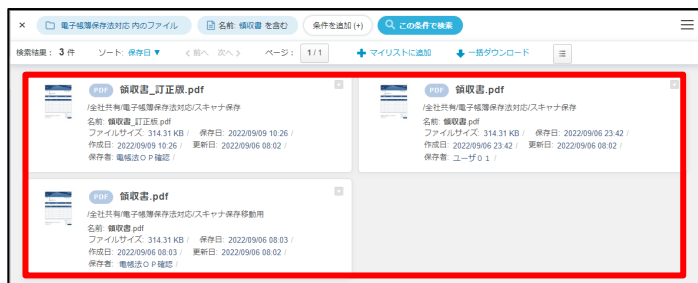 × 電子帳簿保存法対応 内のファイル 名前: 領収書 を含む 条件を追加 (+) この条件で検索
検索結果： 3 件 ソート: 保存日 ▼ < 前へ 次へ > ページ： 1 / 1 マイリストに追加 一括ダウンロード
PDF 領収書_訂正版.pdf
/全社共有/電子帳簿保存法対応/スキャナ保存
名前: 領収書_訂正版.pdf
ファイルサイズ: 314.31 KB / 保存日: 2022/09/09 10:26 /
作成日: 2022/09/09 10:26 / 更新日: 2022/09/06 08:02 /
保存者: 電帳法ＯＰ確認 /
PDF 領収書.pdf
/全社共有/電子帳簿保存法対応/スキャナ保存
名前: 領収書.pdf
ファイルサイズ: 314.31 KB / 保存日: 2022/09/06 23:42 /
作成日: 2022/09/06 23:42 / 更新日: 2022/09/06 08:02 /
保存者: ユーザ０１ /
PDF 領収書.pdf
/全社共有/電子帳簿保存法対応/スキャナ保存移動用
名前: 領収書.pdf
ファイルサイズ: 314.31 KB / 保存日: 2022/09/06 08:03 /
作成日: 2022/09/06 08:03 / 更新日: 2022/09/06 08:02 /
保存者: 電帳法ＯＰ確認 /